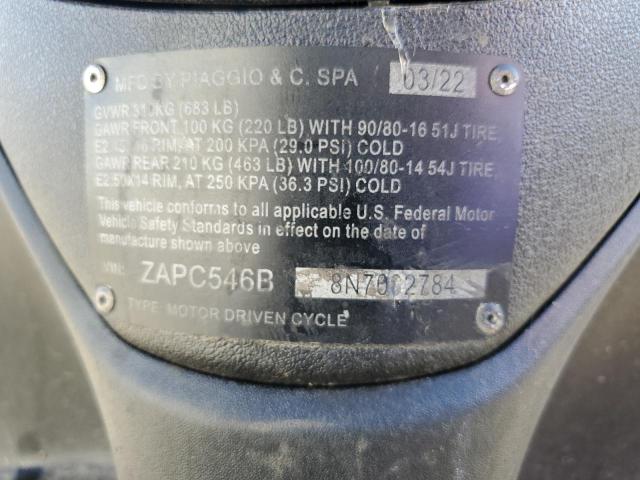 MFD BY PIAGGIO & C. SPA 03/22
GVWR 310KG (683 LB)
GAWR FRONT 100 KG (220 LB) WITH 90/80-16 51J TIRE,
RIM, AT 200 KPA (29.0 PSI) COLD
GAWR REAR 210 KG (463 LB) WITH 100/80-14 54J TIRE,
E2.50X14 RIM, AT 250 KPA (36.3 PSI) COLD
This vehicle conforms to all applicable U.S. Federal Motor
Vehicle Safety Standards in effect on the date of
manufacture shown above
VIN: ZAPC546B
TYPE: MOTOR DRIVEN CYCLE